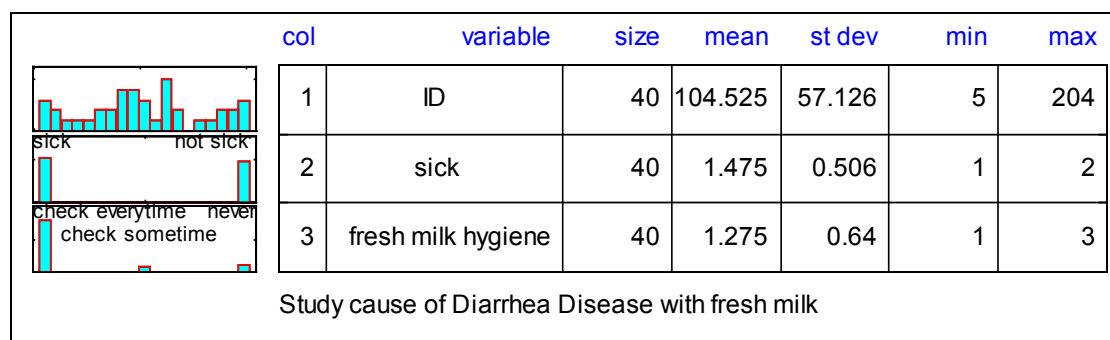 col variable size mean st dev min max
1 ID 40 104.525 57.126 5 204
sick not sick
2 sick 40 1.475 0.506 1 2
check everytime never
check sometime
3 fresh milk hygiene 40 1.275 0.64 1 3
Study cause of Diarrhea Disease with fresh milk